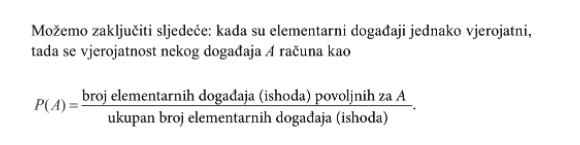 Možemo zaključiti sljedeće: kada su elementarni događaji jednako vjerojatni,
tada se vjerojatnost nekog događaja A računa kao
P(A) = broj elementarnih događaja (ishoda) povoljnih za A
ukupan broj elementarnih događaja (ishoda) .